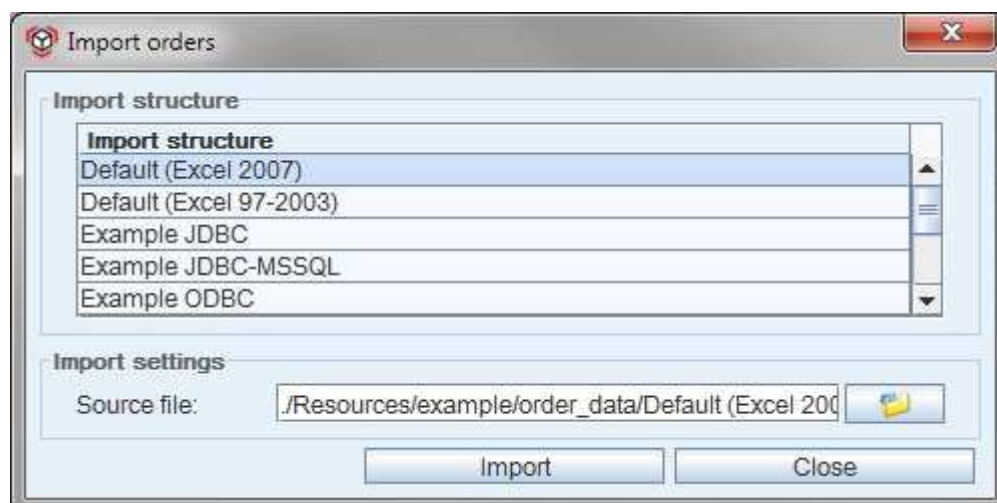 Import orders
Import structure
Import structure
Default (Excel 2007)
Default (Excel 97-2003)
Example JDBC
Example JDBC-MSSQL
Example ODBC
Import settings
Source file: ./Resources/example/order_data/Default (Excel 200
Import Close